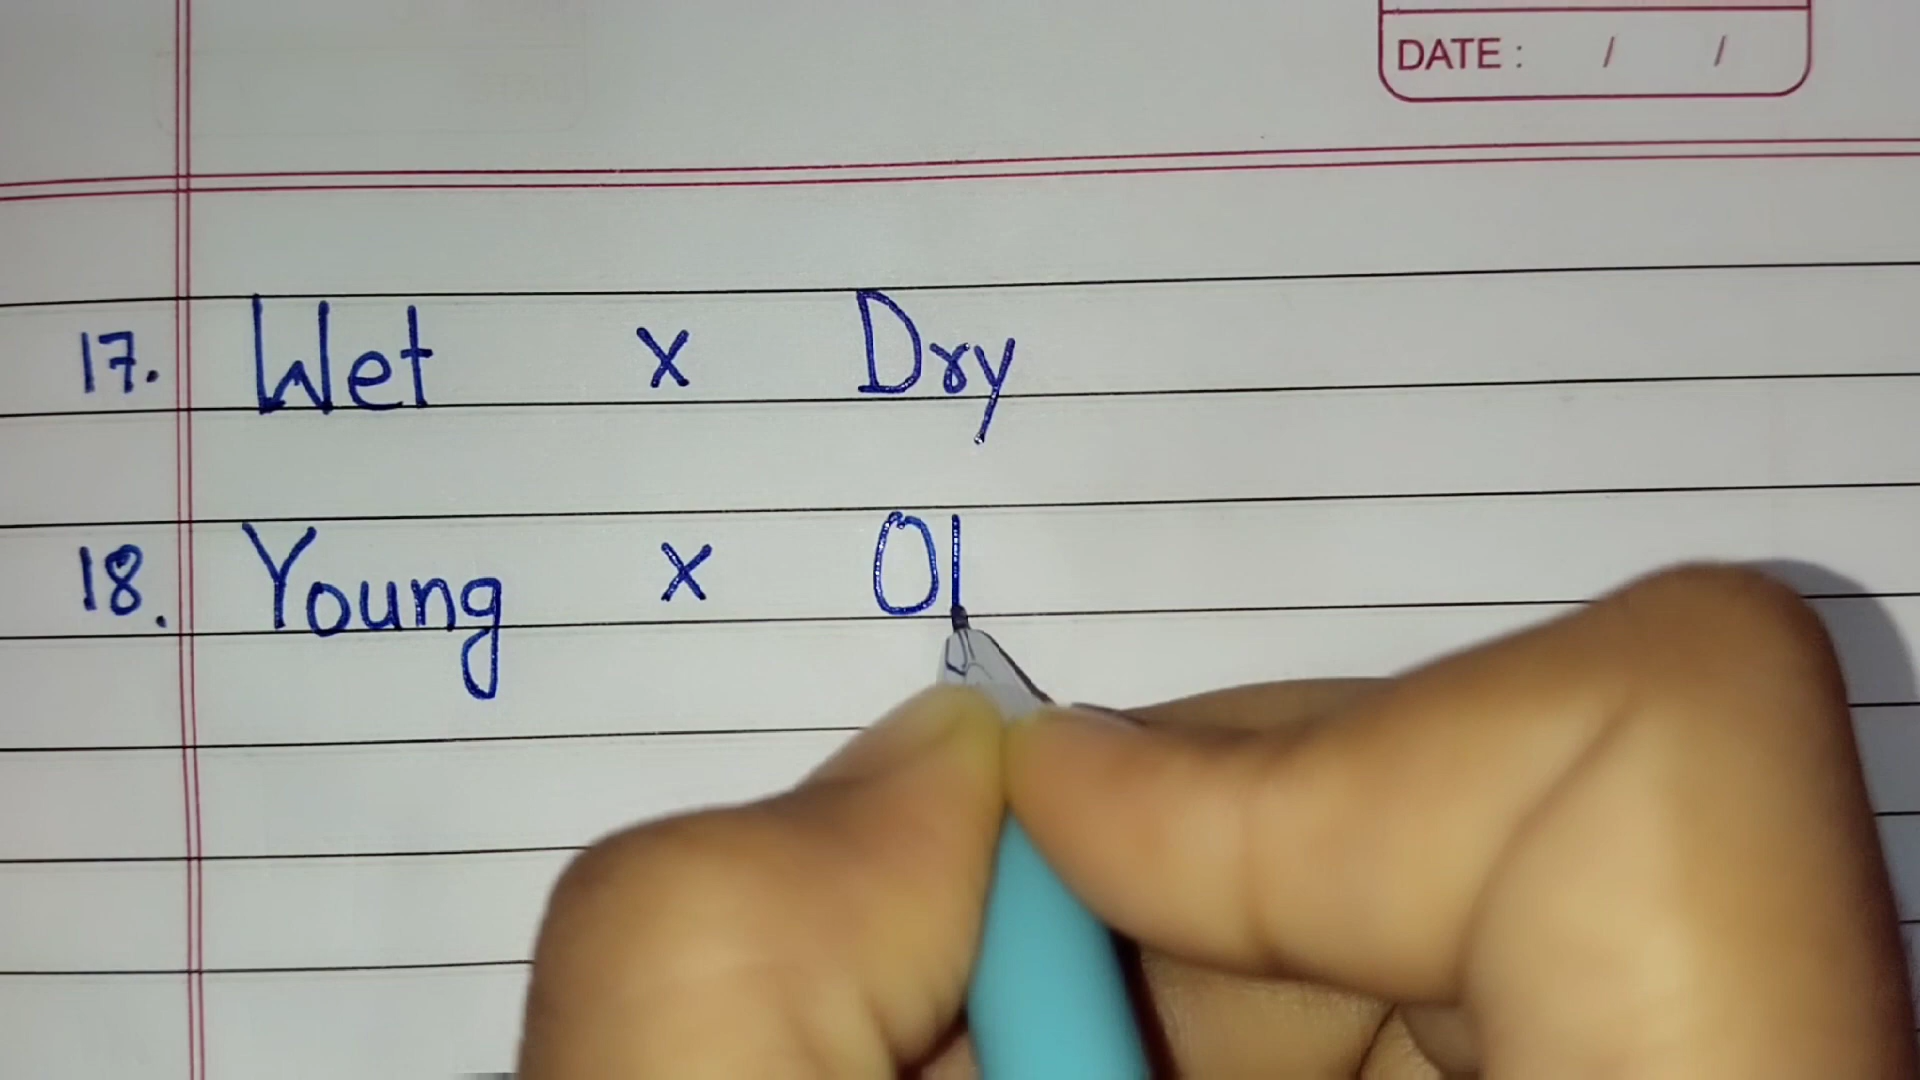 DATE : / /
17. Wet x Dry
18. Young x Ol